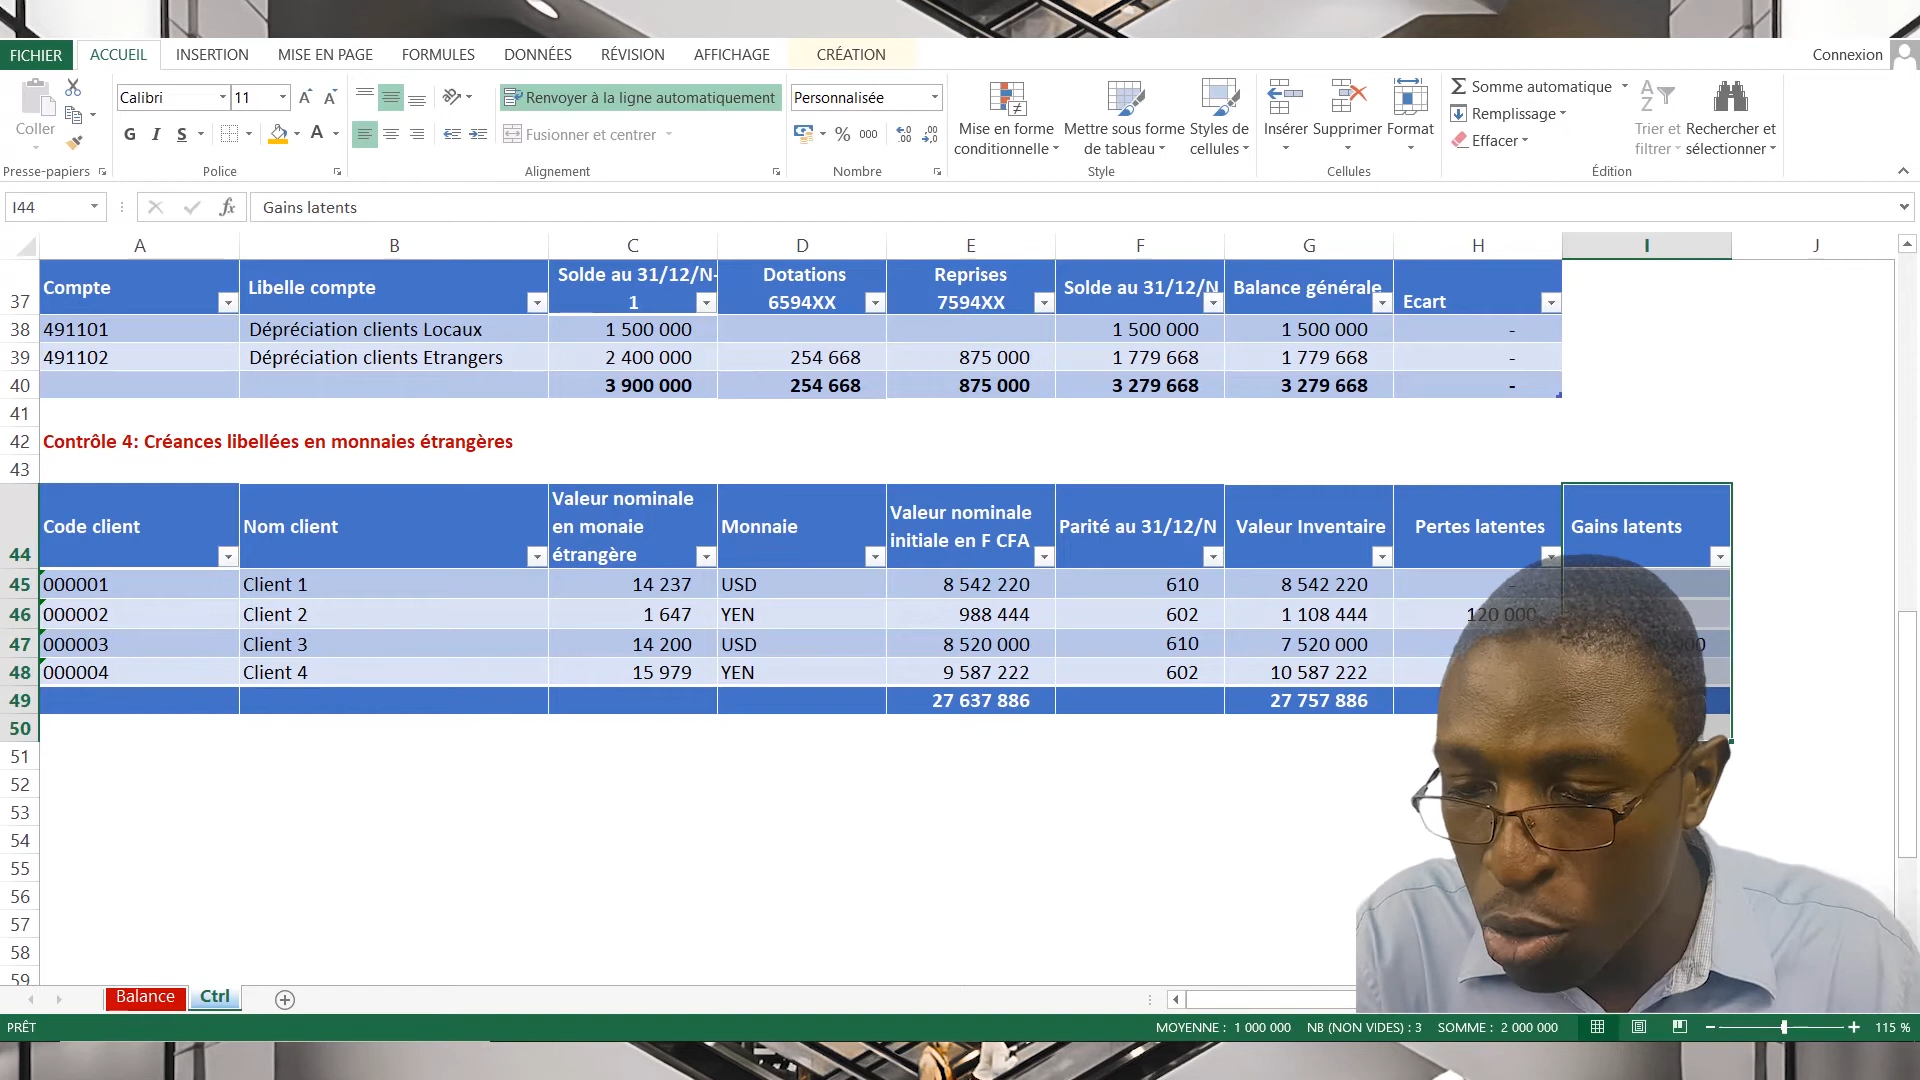 FICHIER ACCUEIL INSERTION MISE EN PAGE FORMULES DONNÉES RÉVISION AFFICHAGE CRÉATION Connexion
Coller Calibri 11 A A Renvoyer à la ligne automatiquement Personnalisée Mise en forme conditionnelle Mettre sous forme de tableau Styles de cellules Insérer Supprimer Format Somme automatique
Remplissage
Effacer
Trier et filtrer Rechercher et sélectionner
G I S A Fusionner et centrer % 000
Presse-papiers Police Alignement Nombre Style Cellules Édition
I44 fx Gains latents
A B C D E F G H I J
37 Compte Libelle compte Solde au 31/12/N-1 Dotations 6594XX Reprises 7594XX Solde au 31/12/N Balance générale Ecart
38 491101 Dépréciation clients Locaux 1 500 000 1 500 000 1 500 000 -
39 491102 Dépréciation clients Etrangers 2 400 000 254 668 875 000 1 779 668 1 779 668 -
40 3 900 000 254 668 875 000 3 279 668 3 279 668 -
41
42 Contrôle 4: Créances libellées en monnaies étrangères
43
44 Code client Nom client Valeur nominale en monaie étrangère Monnaie Valeur nominale initiale en F CFA Parité au 31/12/N Valeur Inventaire Pertes latentes Gains latents
45 000001 Client 1 14 237 USD 8 542 220 610 8 542 220 -
46 000002 Client 2 1 647 YEN 988 444 602 1 108 444 120 000
47 000003 Client 3 14 200 USD 8 520 000 610 7 520 000
48 000004 Client 4 15 979 YEN 9 587 222 602 10 587 222
49 27 637 886 27 757 886
50
51
52
53
54
55
56
57
58
59
Balance Ctrl
PRÊT MOYENNE : 1 000 000 NB (NON VIDES) : 3 SOMME : 2 000 000 115 %